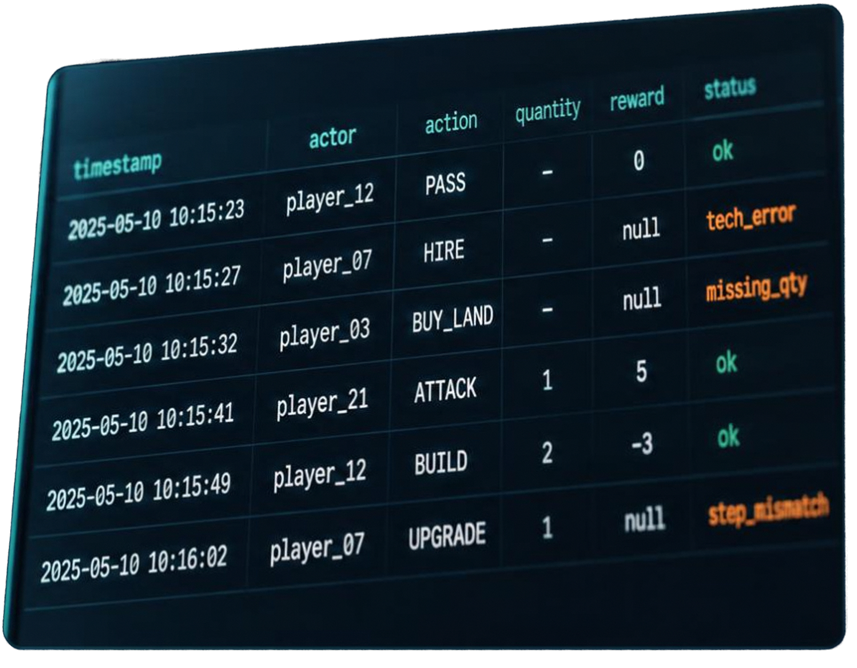 timestamp actor action quantity reward status
2025-05-10 10:15:23 player_12 PASS – 0 ok
2025-05-10 10:15:27 player_07 HIRE – null tech_error
2025-05-10 10:15:32 player_03 BUY_LAND – null missing_qty
2025-05-10 10:15:41 player_21 ATTACK 1 5 ok
2025-05-10 10:15:49 player_12 BUILD 2 –3 ok
2025-05-10 10:16:02 player_07 UPGRADE 1 null step_mismatch